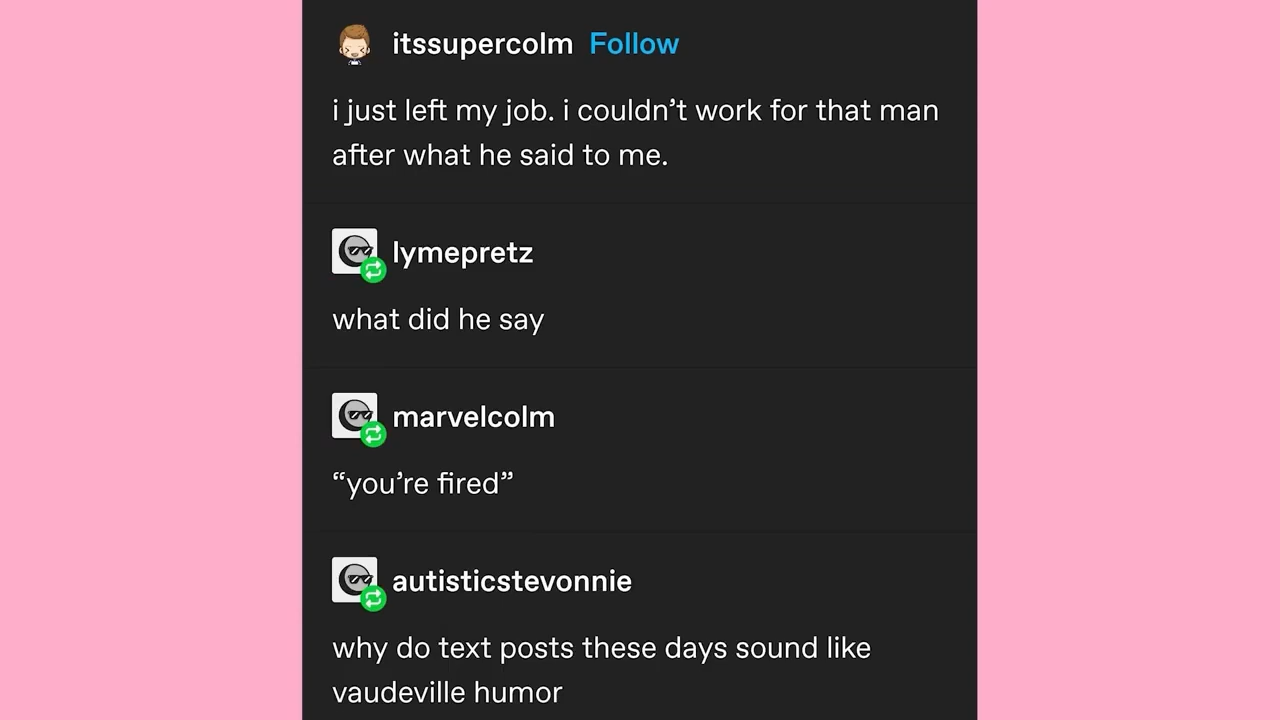 itssupercolm Follow
i just left my job. i couldn’t work for that man
after what he said to me.
lymepretz
what did he say
marvelcolm
“you’re fired”
autisticstevonnie
why do text posts these days sound like
vaudeville humor